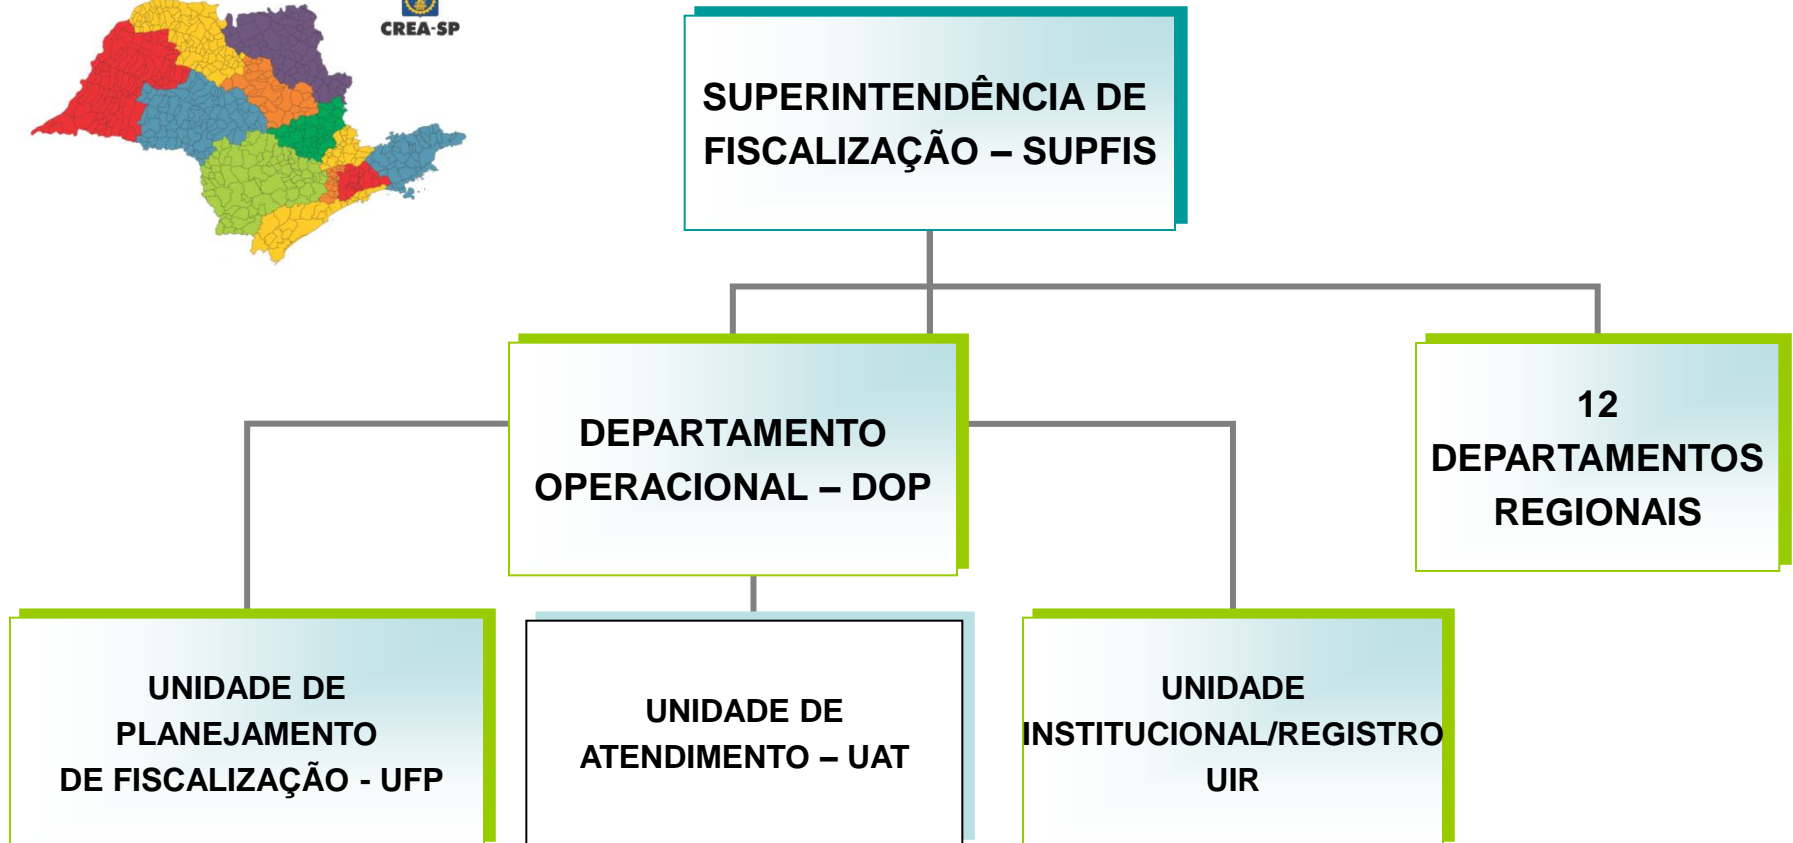 CREA-SP
SUPERINTENDÊNCIA DE
FISCALIZAÇÃO – SUPFIS
DEPARTAMENTO
OPERACIONAL – DOP
12
DEPARTAMENTOS
REGIONAIS
UNIDADE DE
PLANEJAMENTO
DE FISCALIZAÇÃO - UFP
UNIDADE DE
ATENDIMENTO – UAT
UNIDADE
INSTITUCIONAL/REGISTRO
UIR